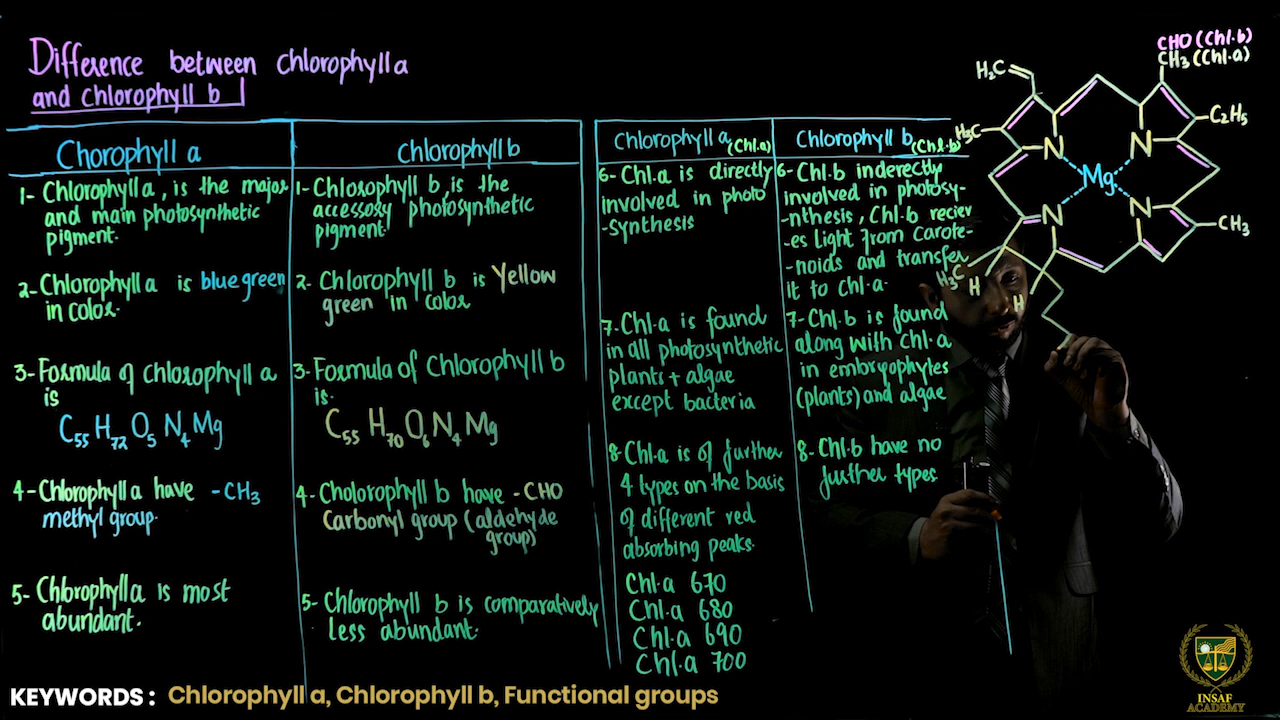 Difference between chlorophyll a
and Chlorophyll b
Chorophyll a
1- Chlorophyll a, is the major
and main photosynthetic
pigment.
2- Chlorophyll a is blue green
in color.
3- Formula of chlorophyll a
is
C55 H72 O5 N4 Mg
4- Chlorophyll a have -CH3
methyl group.
5- Chlorophyll a is most
abundant.
Chlorophyll b
1- Chlorophyll b, is the
accessory photosynthetic
pigment.
2- Chlorophyll b is Yellow
green in color
3- Formula of Chlorophyll b
is.
C55 H70 O6 N4 Mg
4- Cholorophyll b have -CHO
Carbonyl group (aldehyde
group)
5- Chlorophyll b is comparatively
less abundant.
Chlorophyll a (Chl.a)
6- Chl.a is directly
involved in photo
-synthesis
7- Chl.a is found
in all photosynthetic
plants + algae
except bacteria
8- Chl.a is of further
4 types on the basis
of different red
absorbing peaks.
Chl.a 670
Chl.a 680
Chl.a 690
Chl.a 700
Chlorophyll b (Chl.b)
6- Chl.b inderectly
involved in photosy-
-nthesis, Chl.b reciev
-es Light from Carote-
-noids and transfer
it to chl.a.
7- Chl.b is found
along with Chl.a
in embryophytes
(plants) and algae
8- Chl.b have no
further types
CHO (Chl.b)
CH3 (Chl.a)
H2C
H3C
C2H5
N N
Mg
N N
CH3
H3C
H
H
KEYWORDS : Chlorophyll a, Chlorophyll b, Functional groups
INSAF
ACADEMY